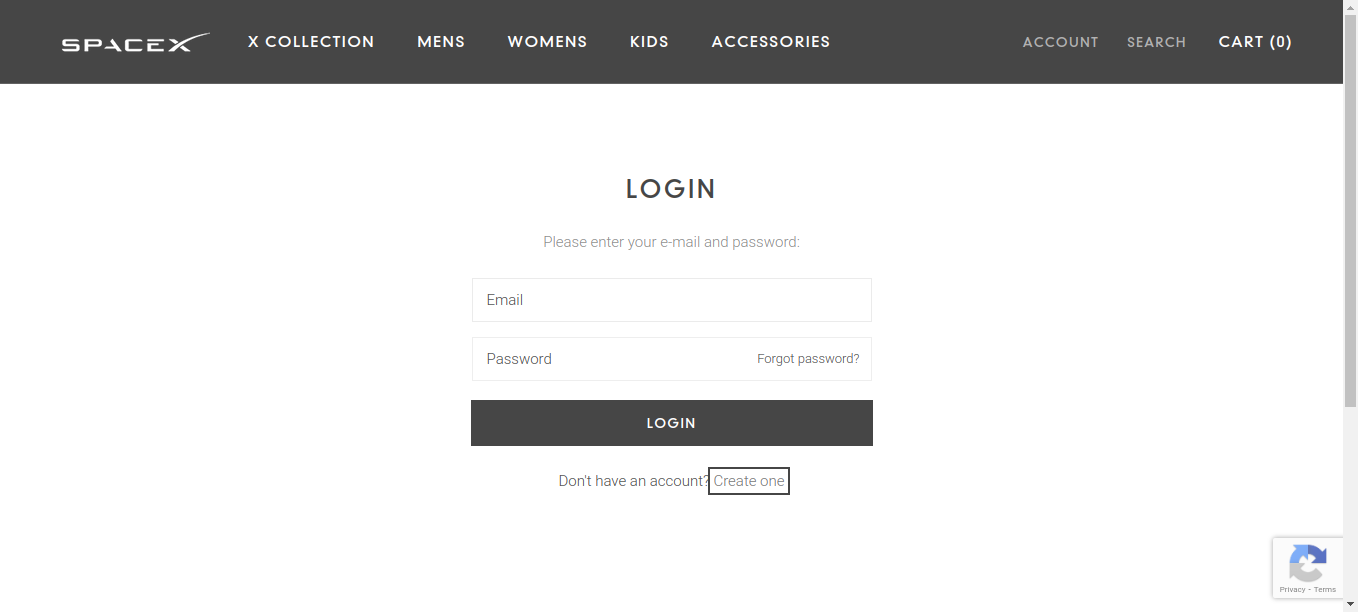 SPACEX X COLLECTION MENS WOMENS KIDS ACCESSORIES ACCOUNT SEARCH CART (0)
LOGIN
Please enter your e-mail and password:
Email
Password Forgot password?
LOGIN
Don't have an account? Create one
Privacy - Terms